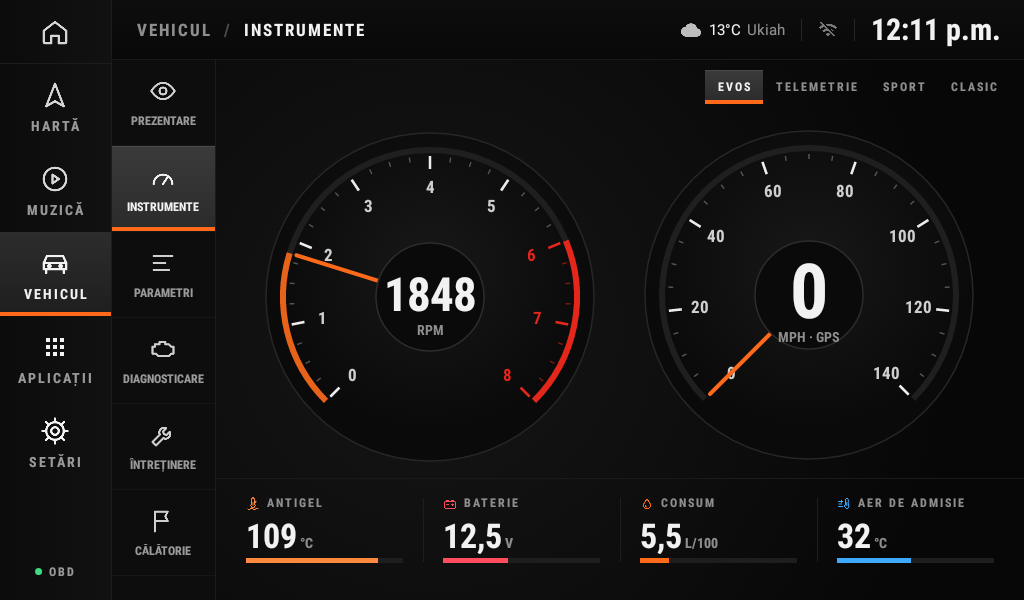 VEHICUL / INSTRUMENTE
13°C Ukiah
12:11 p.m.
HARTĂ
MUZICĂ
VEHICUL
APLICAȚII
SETĂRI
OBD
PREZENTARE
INSTRUMENTE
PARAMETRI
DIAGNOSTICARE
ÎNTREȚINERE
CĂLĂTORIE
EVOS TELEMETRIE SPORT CLASIC
0 1 2 3 4 5 6 7 8
1848
RPM
0 20 40 60 80 100 120 140
0
MPH · GPS
ANTIGEL
109 °C
BATERIE
12,5 V
CONSUM
5,5 L/100
AER DE ADMISIE
32 °C